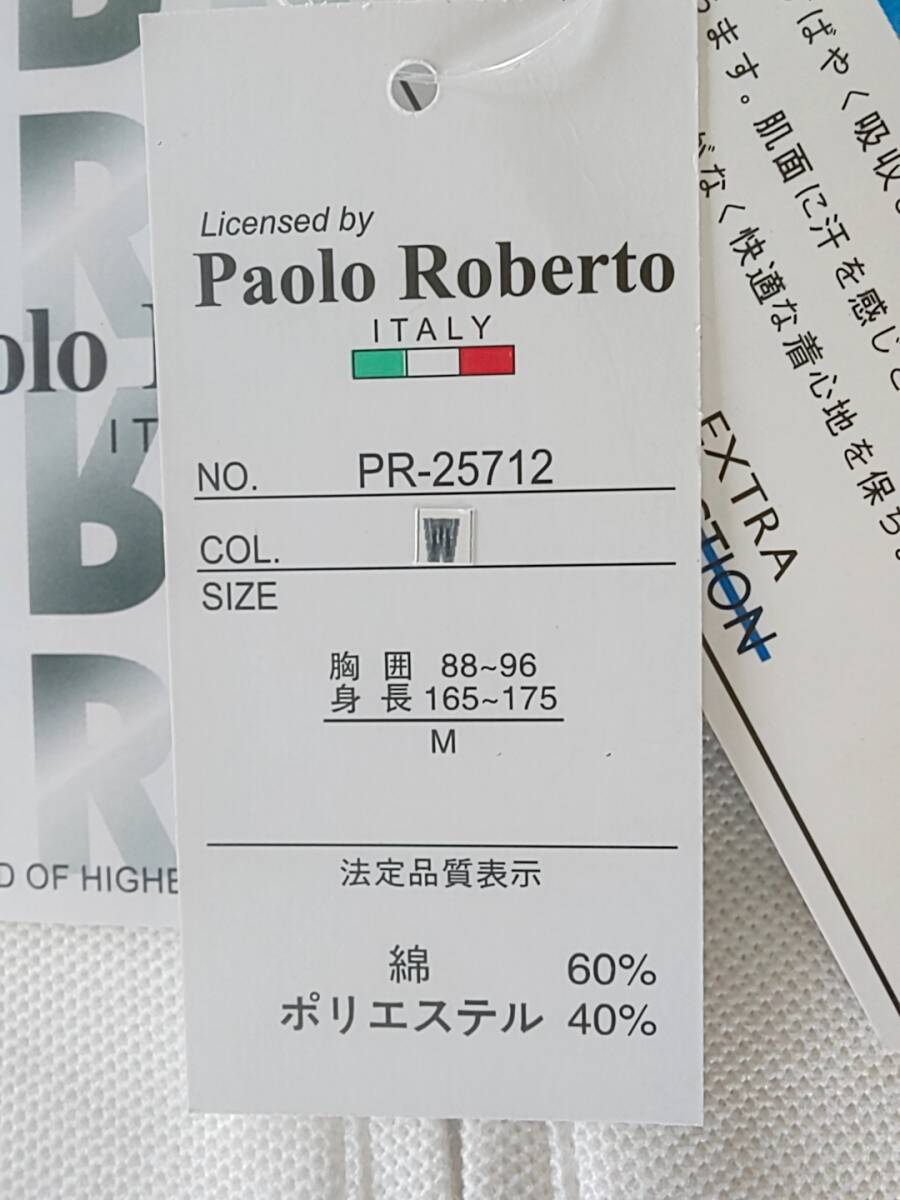 Licensed by
Paolo Roberto
ITALY
NO. PR-25712
COL. W
SIZE
胸囲 88~96
身長 165~175
M
法定品質表示
綿 60%
ポリエステル 40%
olo
IT
D OF HIGHE
ばやく吸収
ます。肌面に汗を感じ
なく快適な着心地を保ち
EXTRA
TION